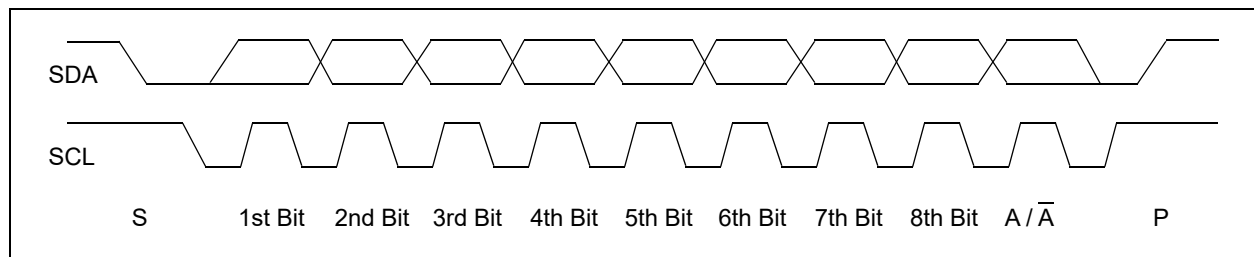 SDA
SCL
S 1st Bit 2nd Bit 3rd Bit 4th Bit 5th Bit 6th Bit 7th Bit 8th Bit A / A̅ P